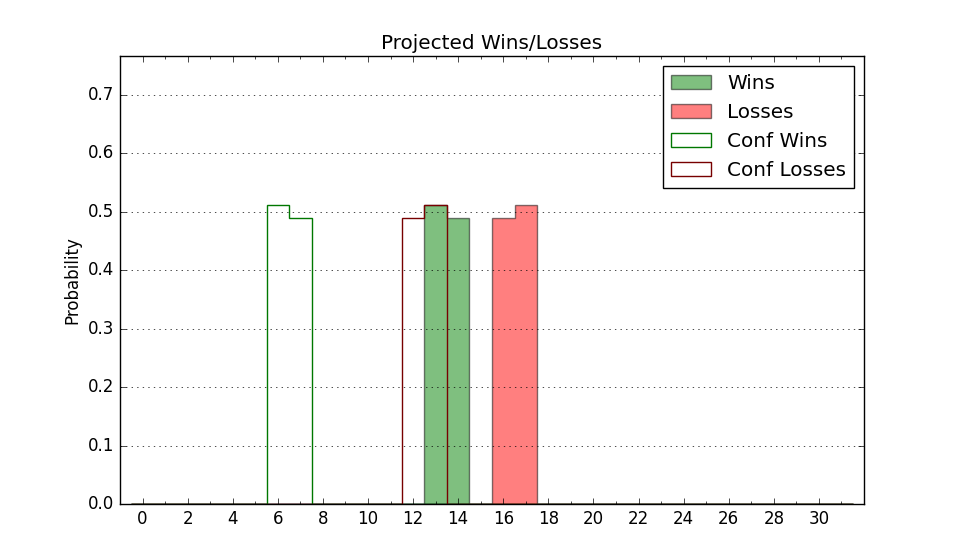 Projected Wins/Losses
Wins
Losses
Conf Wins
Conf Losses
Probability
0.7
0.6
0.5
0.4
0.3
0.2
0.1
0.0
0 2 4 6 8 10 12 14 16 18 20 22 24 26 28 30